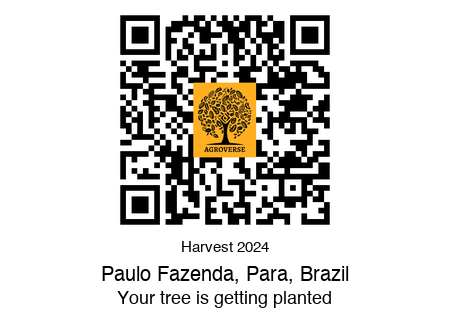 AGROVERSE
Harvest 2024
Paulo Fazenda, Para, Brazil
Your tree is getting planted